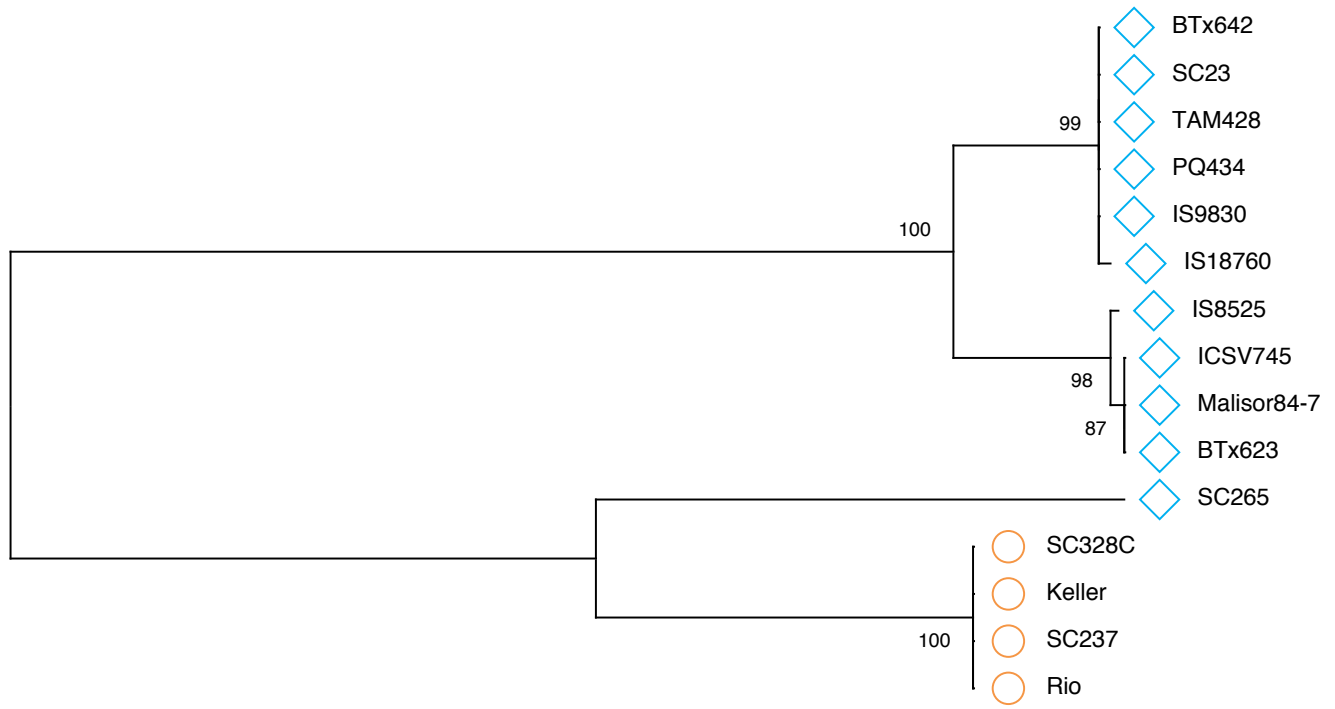 BTx642
SC23
99
TAM428
PQ434
IS9830
100
IS18760
IS8525
ICSV745
98
Malisor84-7
87
BTx623
SC265
SC328C
Keller
100
SC237
Rio